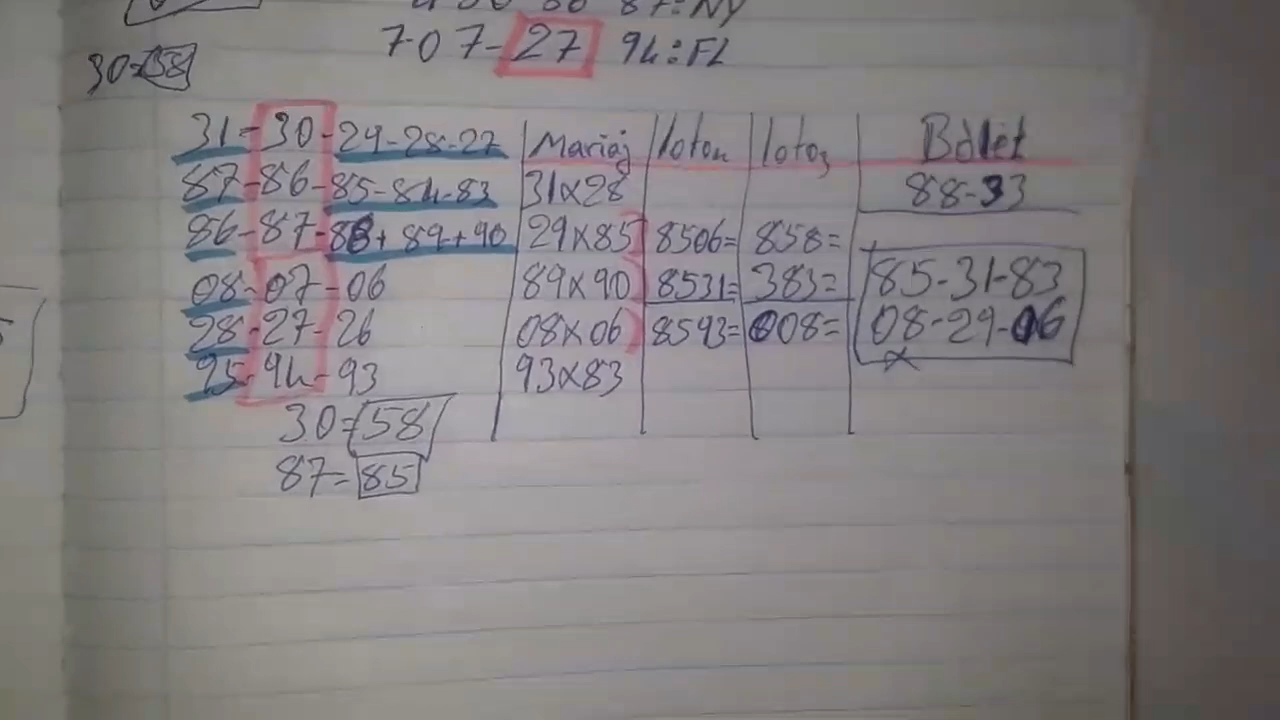 87=NY
707-27 94=FL
30=58
31-30-29-28-27 Mariaj loto4 loto3 Bòlèt
87-86-85-84-83 31x28 88-33
86-87-88+89+90 29x85 8506= 858=
08-07-06 89x90 8531= 383= 85-31-83
28-27-26 08x06 8593= 008= 08-29-06
95-94-93 93x83 x
30=58
87=85